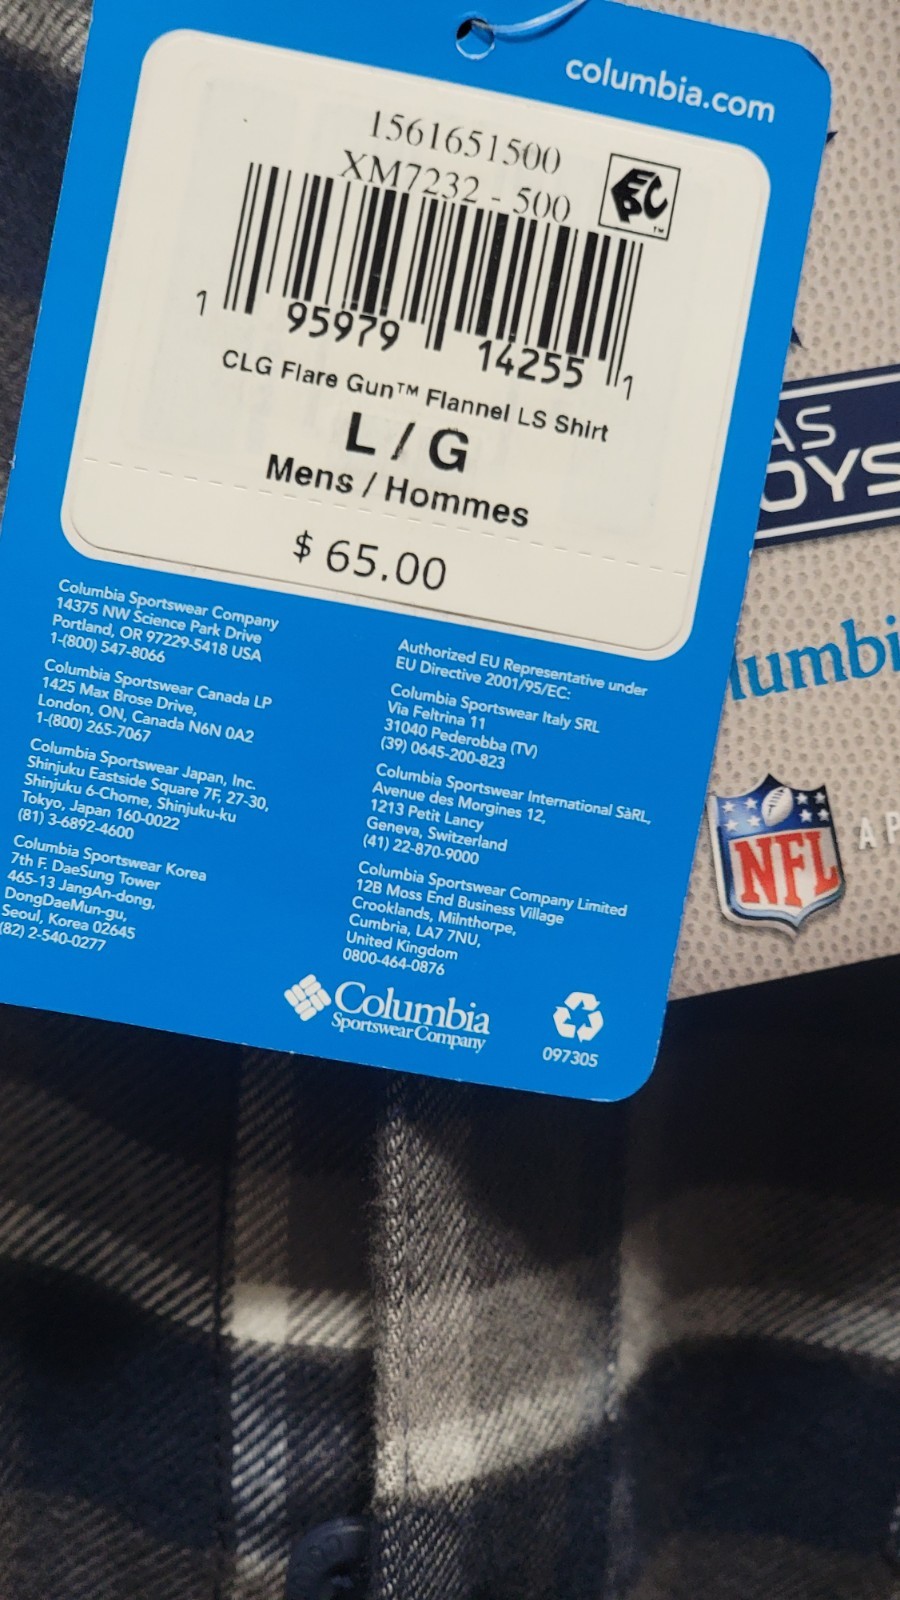 columbia.com
1561651500
XM7232 - 500
EPC
™
1 95979 14255 1
CLG Flare Gun™ Flannel LS Shirt
L / G
Mens / Hommes
$ 65.00
Columbia Sportswear Company
14375 NW Science Park Drive
Portland, OR 97229-5418 USA
1-(800) 547-8066
Columbia Sportswear Canada LP
1425 Max Brose Drive,
London, ON, Canada N6N 0A2
1-(800) 265-7067
Columbia Sportswear Japan, Inc.
Shinjuku Eastside Square 7F, 27-30,
Shinjuku 6-Chome, Shinjuku-ku
Tokyo, Japan 160-0022
(81) 3-6892-4600
Columbia Sportswear Korea
7th F. DaeSung Tower
465-13 JangAn-dong,
DongDaeMun-gu,
Seoul, Korea 02645
(82) 2-540-0277
Authorized EU Representative under
EU Directive 2001/95/EC:
Columbia Sportswear Italy SRL
Via Feltrina 11
31040 Pederobba (TV)
(39) 0645-200-823
Columbia Sportswear International SàRL,
Avenue des Morgines 12,
1213 Petit Lancy
Geneva, Switzerland
(41) 22-870-9000
Columbia Sportswear Company Limited
12B Moss End Business Village
Crooklands, Milnthorpe,
Cumbria, LA7 7NU,
United Kingdom
0800-464-0876
Columbia
Sportswear Company
097305
AS
OYS
lumbi
NFL
AP